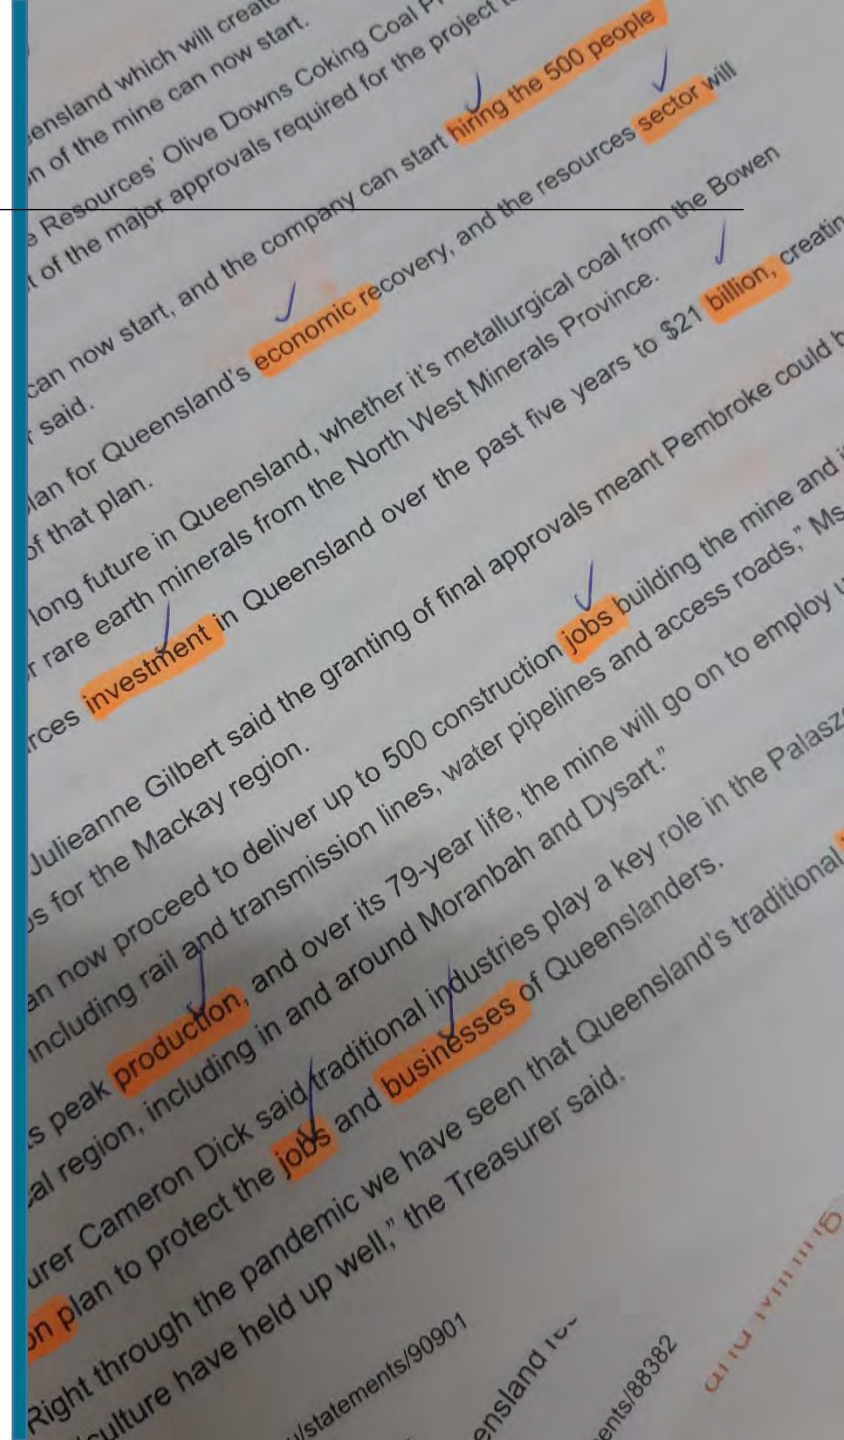 ensland which will create
n of the mine can now start.
e Resources' Olive Downs Coking Coal
t of the major approvals required for the project
can now start, and the company can start hiring the 500 people
r said.
lan for Queensland's economic recovery, and the resources sector will
of that plan.
long future in Queensland, whether it's metallurgical coal from the Bowen
r rare earth minerals from the North West Minerals Province.
rces investment in Queensland over the past five years to $21 billion, creatin
Julieanne Gilbert said the granting of final approvals meant Pembroke could b
bs for the Mackay region.
an now proceed to deliver up to 500 construction jobs building the mine and i
including rail and transmission lines, water pipelines and access roads," Ms
ts peak production, and over its 79-year life, the mine will go on to employ u
cal region, including in and around Moranbah and Dysart."
urer Cameron Dick said traditional industries play a key role in the Palasz
on plan to protect the jobs and businesses of Queenslanders.
Right through the pandemic we have seen that Queensland's traditional
culture have held up well," the Treasurer said.
u/statements/90901
ensland
ents/88382